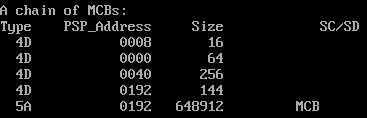 A chain of MCBs:
Type PSP_Address Size SC/SD
4D 0008 16
4D 0000 64
4D 0040 256
4D 0192 144
5A 0192 648912 MCB